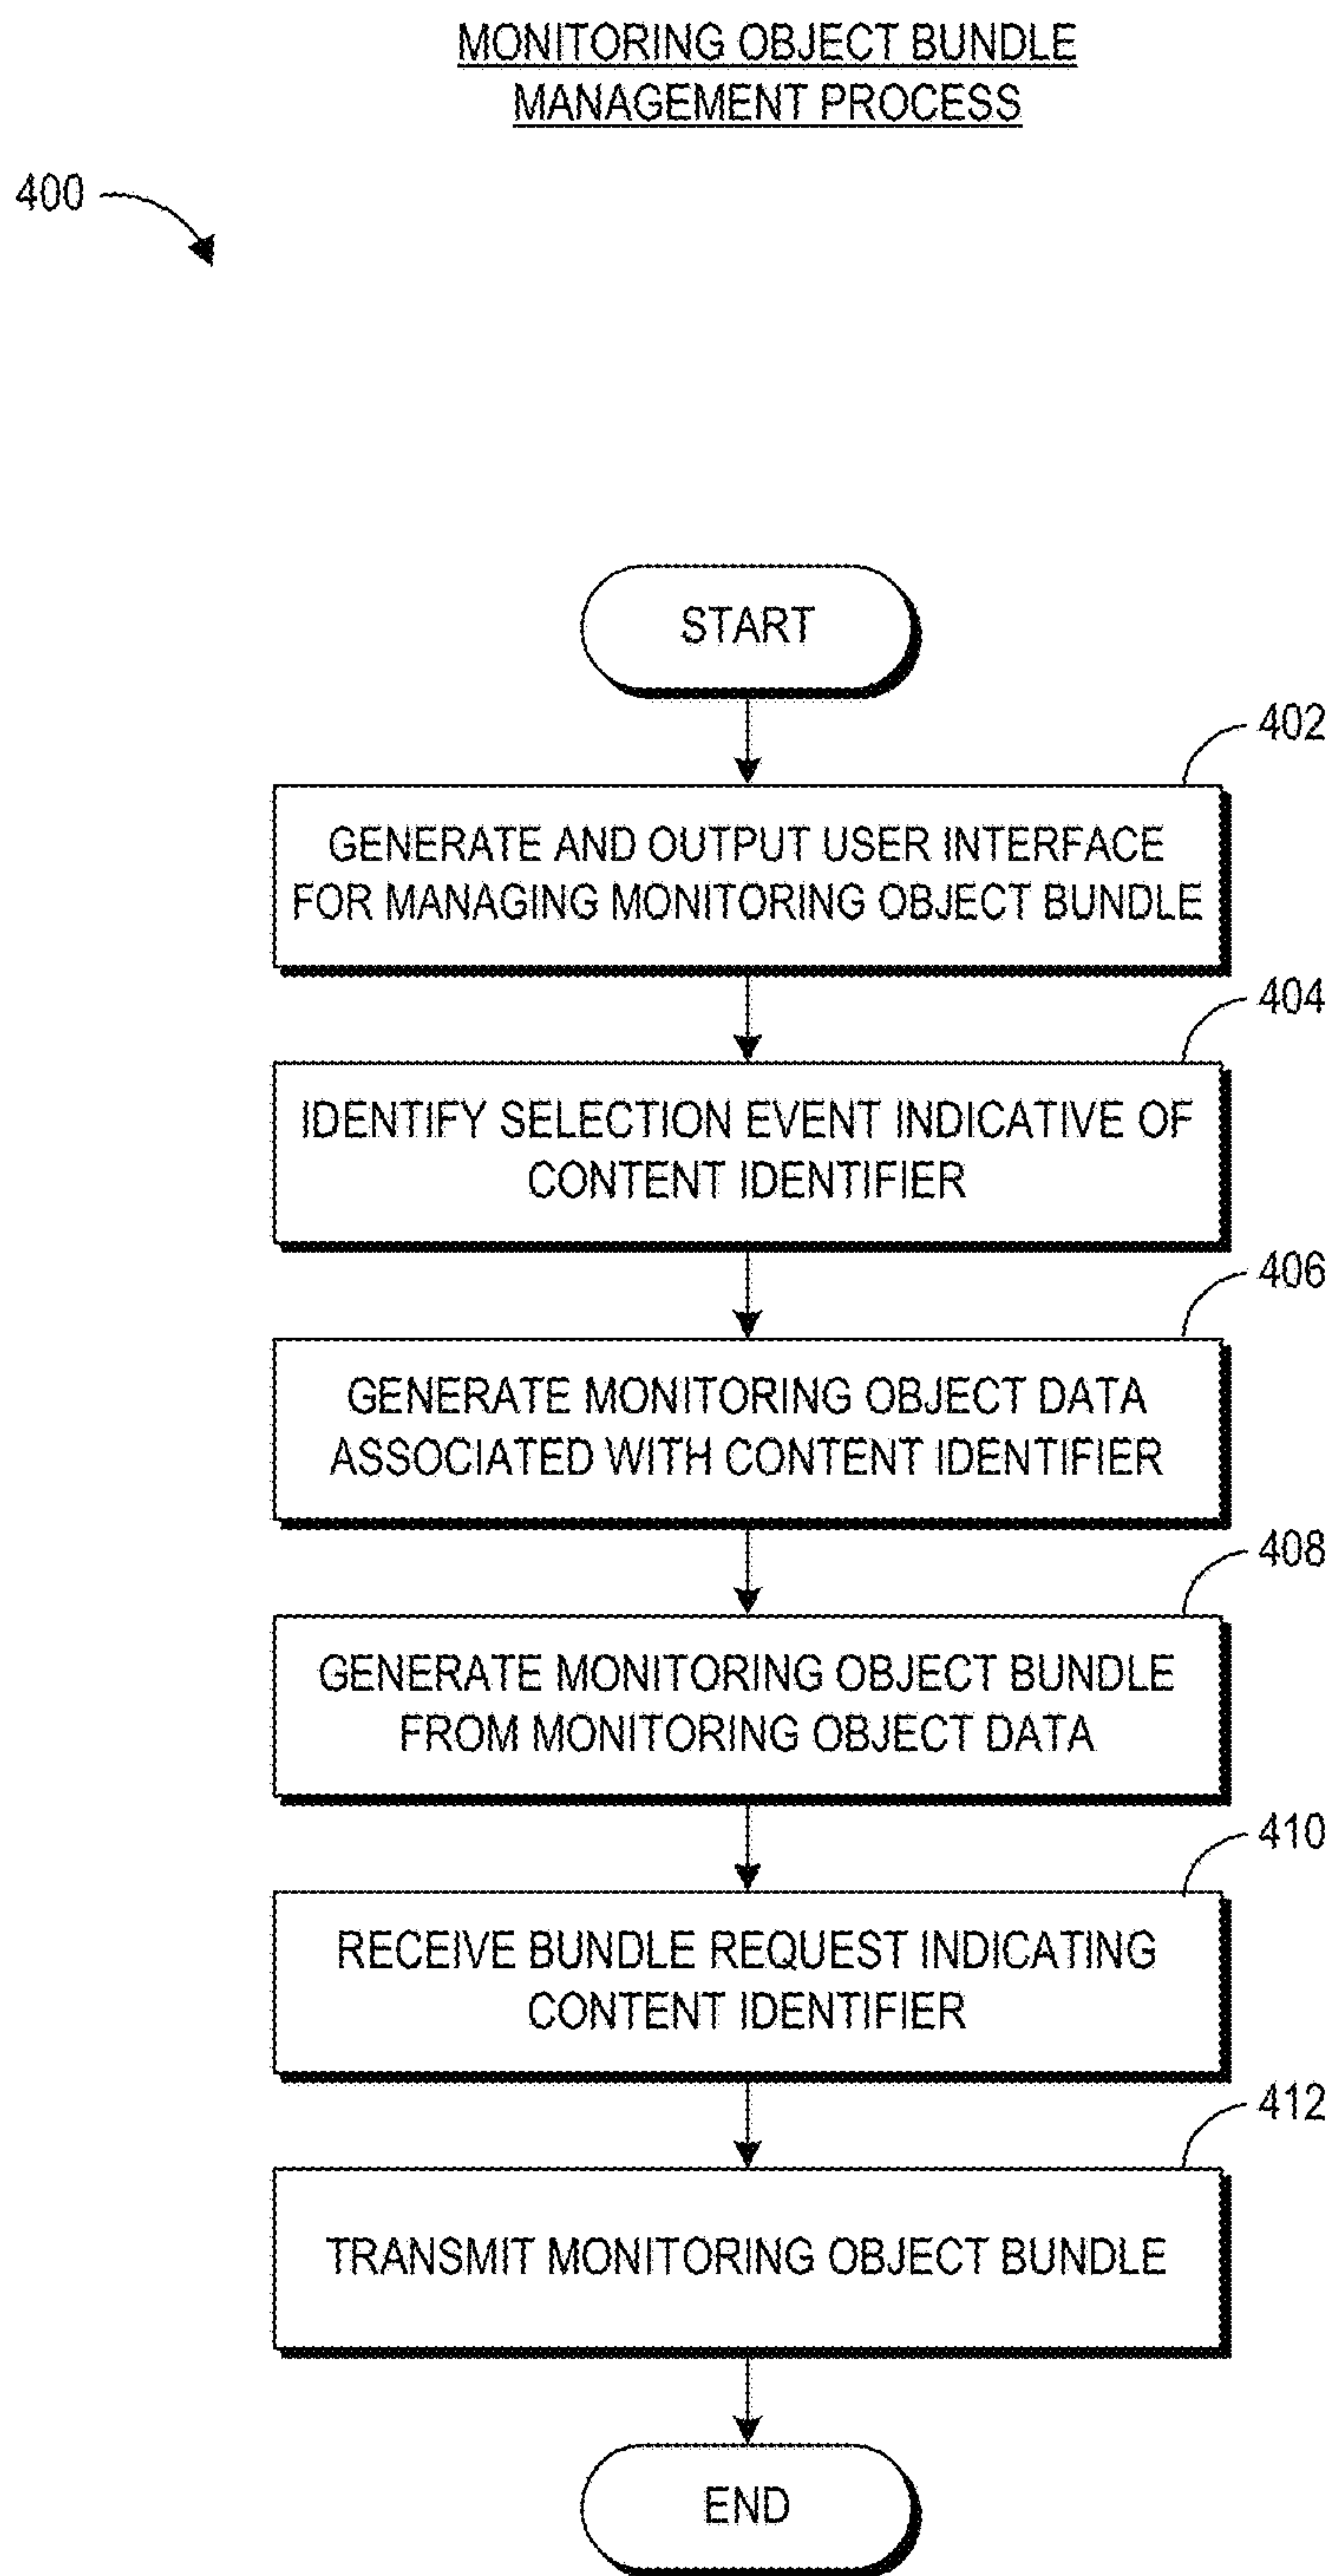 MONITORING OBJECT BUNDLE
MANAGEMENT PROCESS
400
START
402
GENERATE AND OUTPUT USER INTERFACE
FOR MANAGING MONITORING OBJECT BUNDLE
404
IDENTIFY SELECTION EVENT INDICATIVE OF
CONTENT IDENTIFIER
406
GENERATE MONITORING OBJECT DATA
ASSOCIATED WITH CONTENT IDENTIFIER
408
GENERATE MONITORING OBJECT BUNDLE
FROM MONITORING OBJECT DATA
410
RECEIVE BUNDLE REQUEST INDICATING
CONTENT IDENTIFIER
412
TRANSMIT MONITORING OBJECT BUNDLE
END